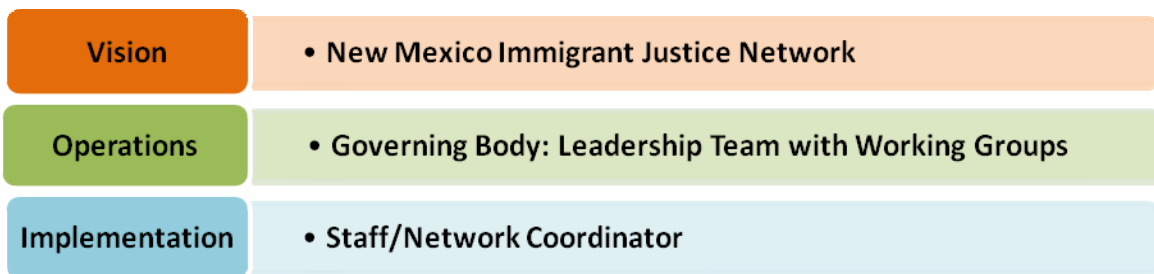 Vision
• New Mexico Immigrant Justice Network
Operations
• Governing Body: Leadership Team with Working Groups
Implementation
• Staff/Network Coordinator